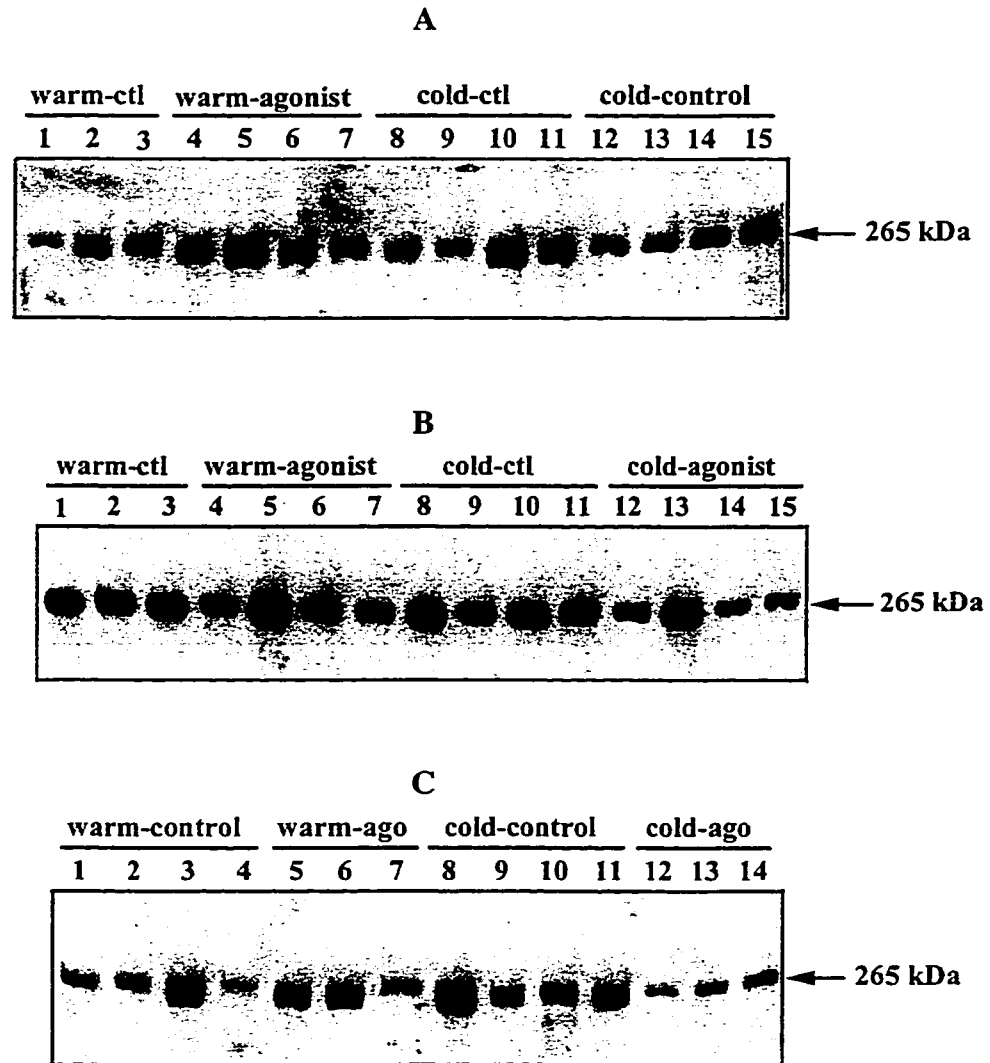 A
warm-ctl warm-agonist cold-ctl cold-control
1 2 3 4 5 6 7 8 9 10 11 12 13 14 15
265 kDa
B
warm-ctl warm-agonist cold-ctl cold-agonist
1 2 3 4 5 6 7 8 9 10 11 12 13 14 15
265 kDa
C
warm-control warm-ago cold-control cold-ago
1 2 3 4 5 6 7 8 9 10 11 12 13 14
265 kDa